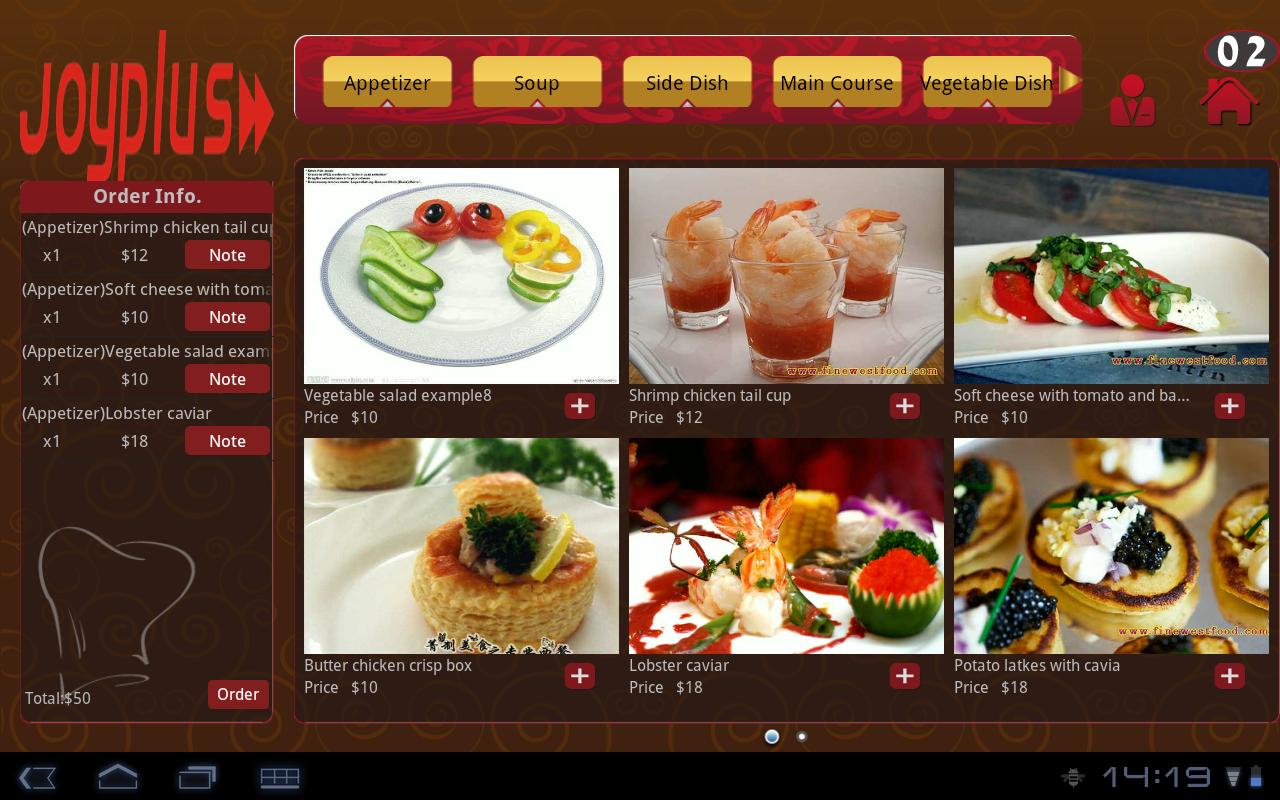 Joyplus
Appetizer
Soup
Side Dish
Main Course
Vegetable Dish
02
Order Info.
(Appetizer)Shrimp chicken tail cup
x1 $12 Note
(Appetizer)Soft cheese with toma
x1 $10 Note
(Appetizer)Vegetable salad exam
x1 $10 Note
(Appetizer)Lobster caviar
x1 $18 Note
Total:$50
Order
www.finewestfood.com
www.finewestfood.com
Vegetable salad example8
Price $10
Shrimp chicken tail cup
Price $12
Soft cheese with tomato and ba...
Price $10
www.finewestfood.com
Butter chicken crisp box
Price $10
Lobster caviar
Price $18
Potato latkes with cavia
Price $18
14:19